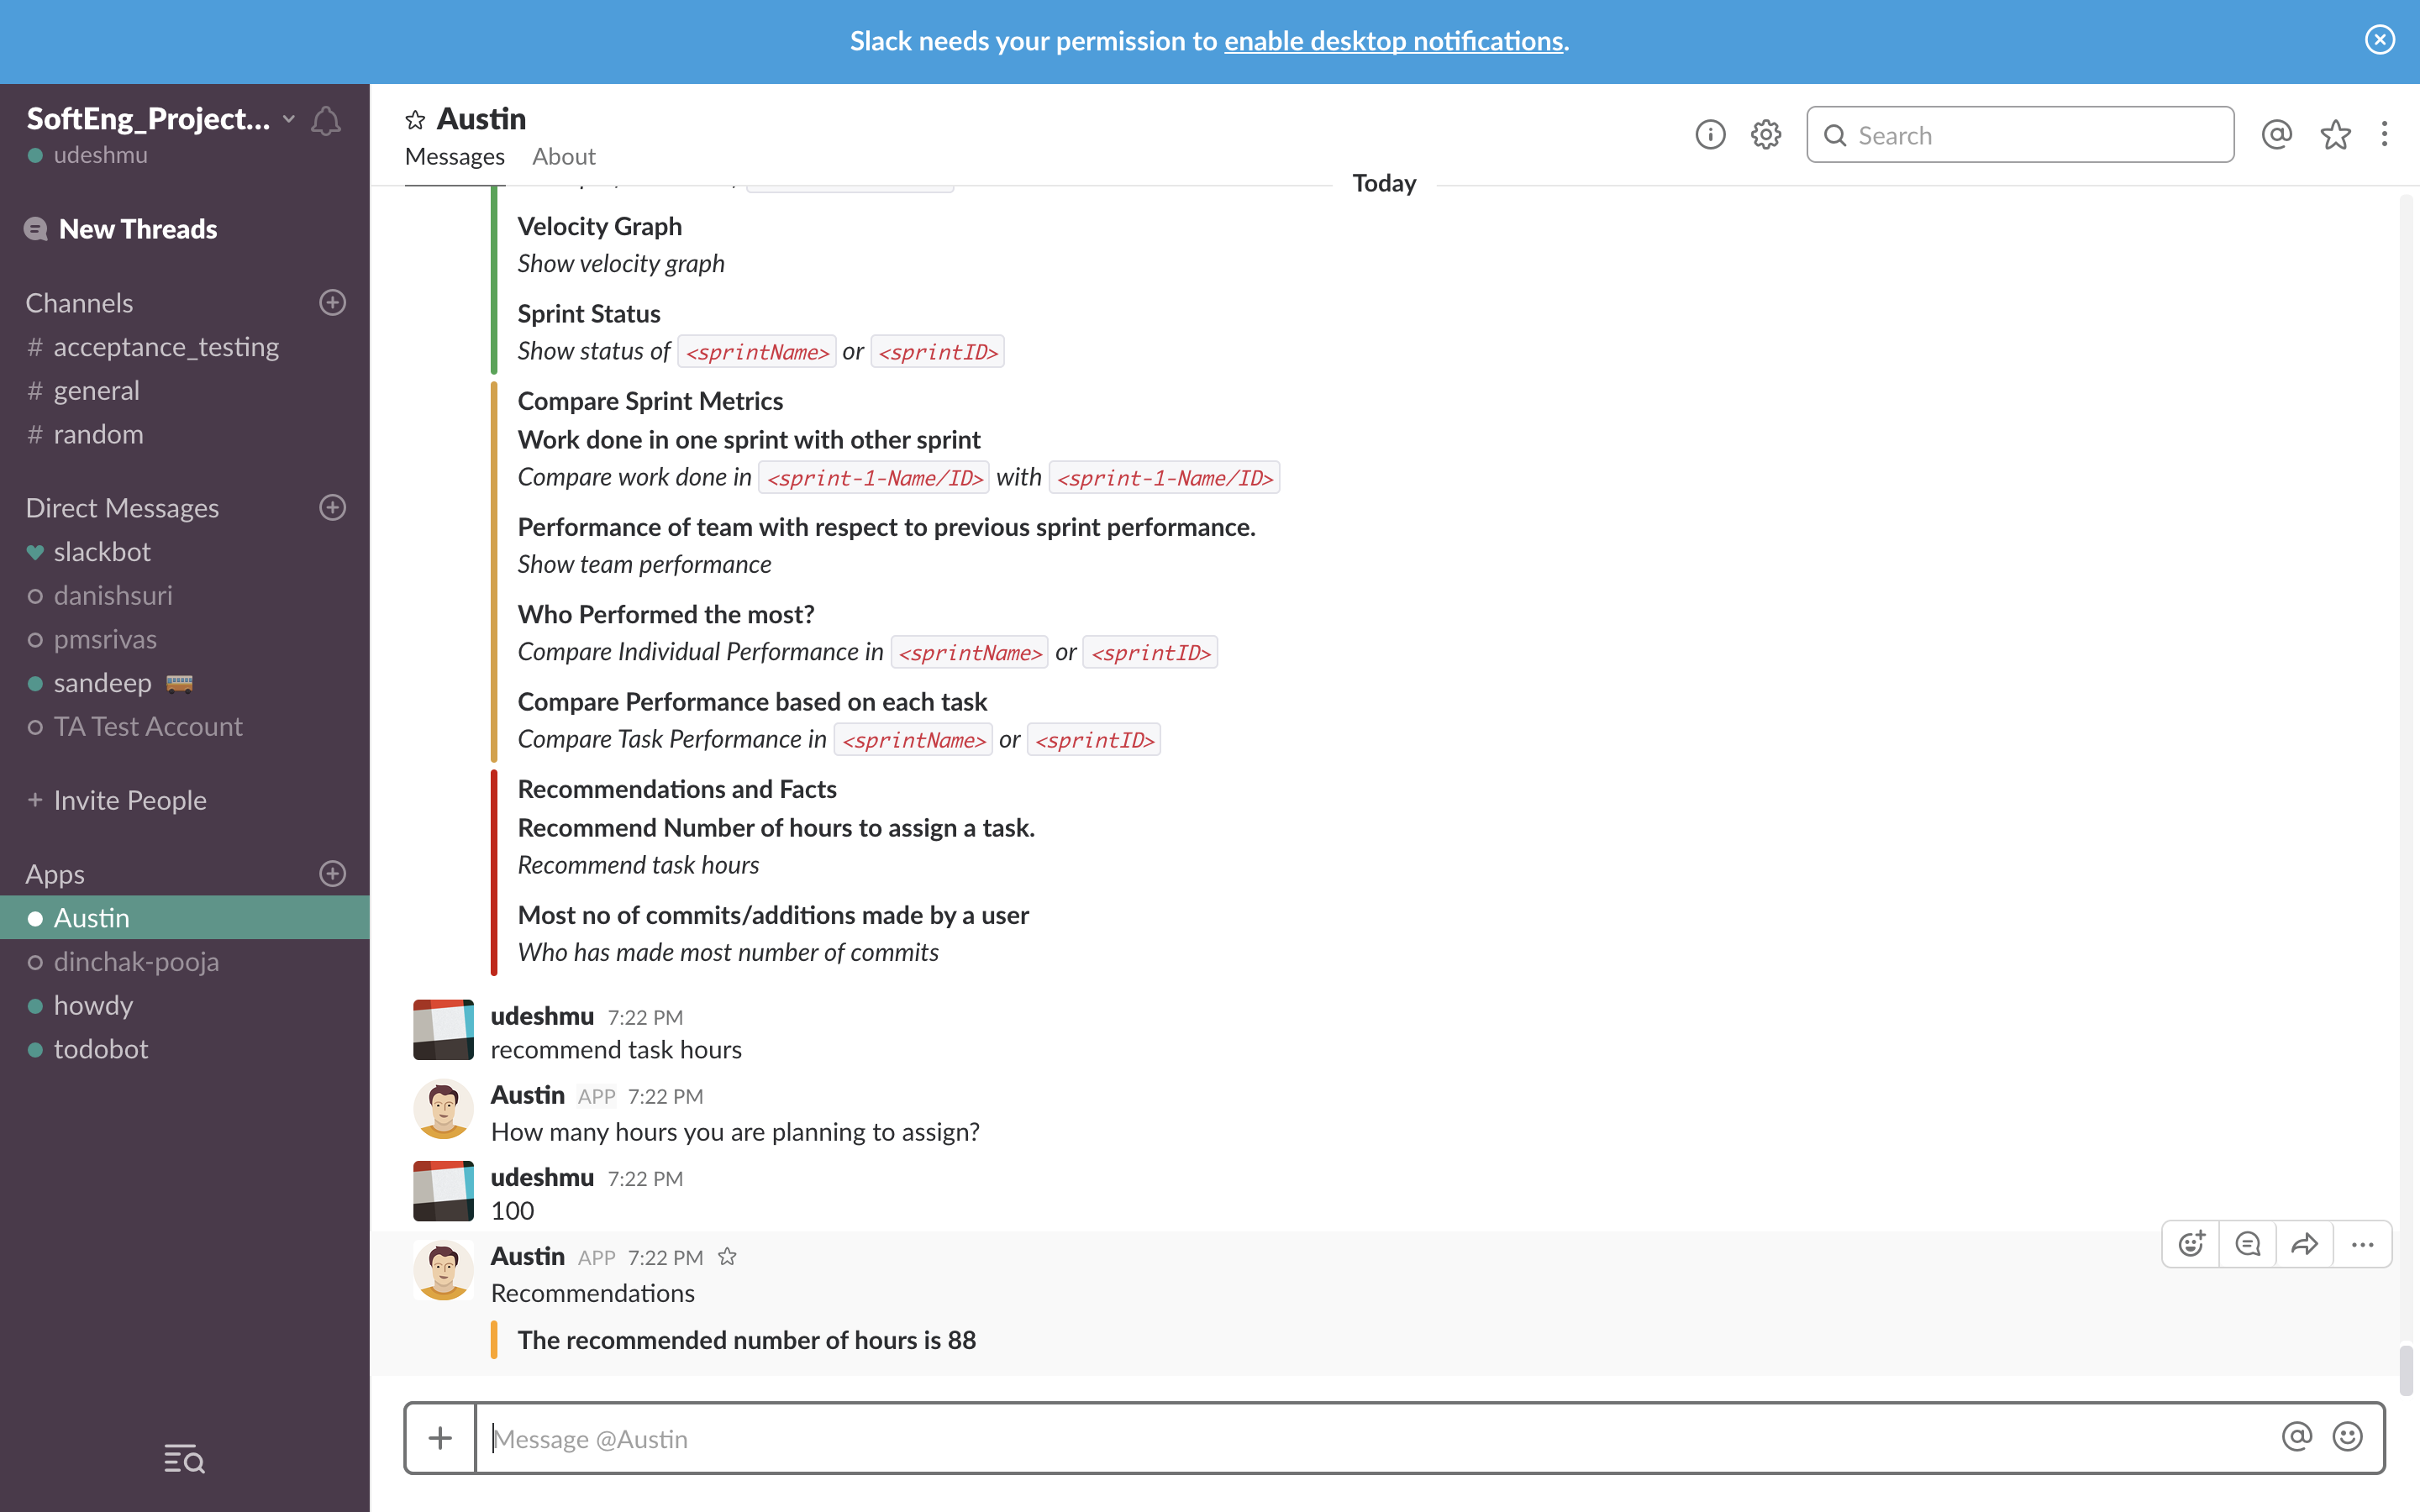 Slack needs your permission to enable desktop notifications.
SoftEng_Project...
udeshmu
New Threads
Channels
# acceptance_testing
# general
# random
Direct Messages
slackbot
danishsuri
pmsrivas
sandeep
TA Test Account
+ Invite People
Apps
Austin
dinchak-pooja
howdy
todobot
Austin
Messages About
Search
Today
Velocity Graph
Show velocity graph
Sprint Status
Show status of <sprintName> or <sprintID>
Compare Sprint Metrics
Work done in one sprint with other sprint
Compare work done in <sprint-1-Name/ID> with <sprint-1-Name/ID>
Performance of team with respect to previous sprint performance.
Show team performance
Who Performed the most?
Compare Individual Performance in <sprintName> or <sprintID>
Compare Performance based on each task
Compare Task Performance in <sprintName> or <sprintID>
Recommendations and Facts
Recommend Number of hours to assign a task.
Recommend task hours
Most no of commits/additions made by a user
Who has made most number of commits
udeshmu 7:22 PM
recommend task hours
Austin APP 7:22 PM
How many hours you are planning to assign?
udeshmu 7:22 PM
100
Austin APP 7:22 PM
Recommendations
The recommended number of hours is 88
Message @Austin